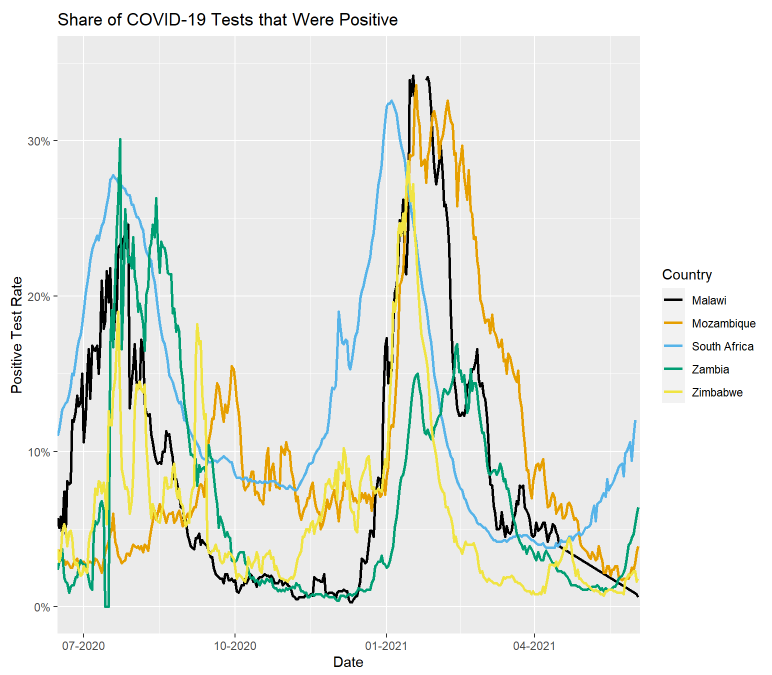 Share of COVID-19 Tests that Were Positive
Positive Test Rate
30%
20%
10%
0%
07-2020
10-2020
01-2021
04-2021
Date
Country
Malawi
Mozambique
South Africa
Zambia
Zimbabwe